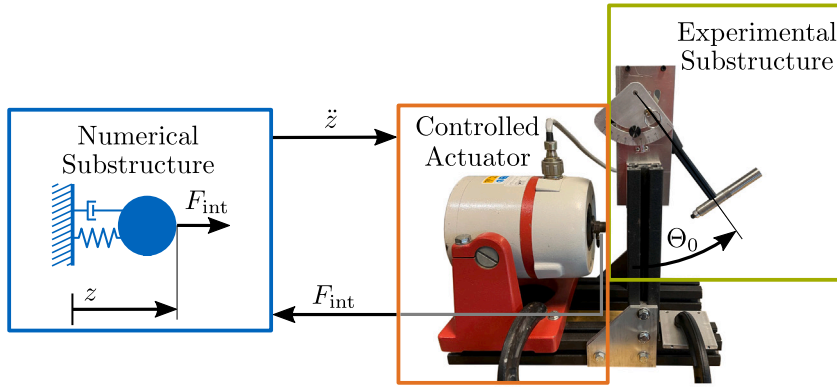 Experimental
Substructure
z̈
Controlled
Actuator
Numerical
Substructure
F_int
Θ_0
z
F_int